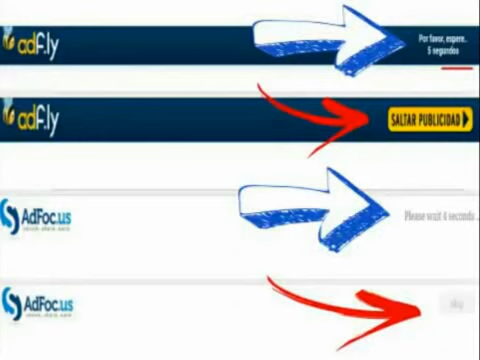 adf.ly
Por favor, espere..
5 segundos
adf.ly
SALTAR PUBLICIDAD
AdFoc.us
Please wait 4 seconds ..
AdFoc.us